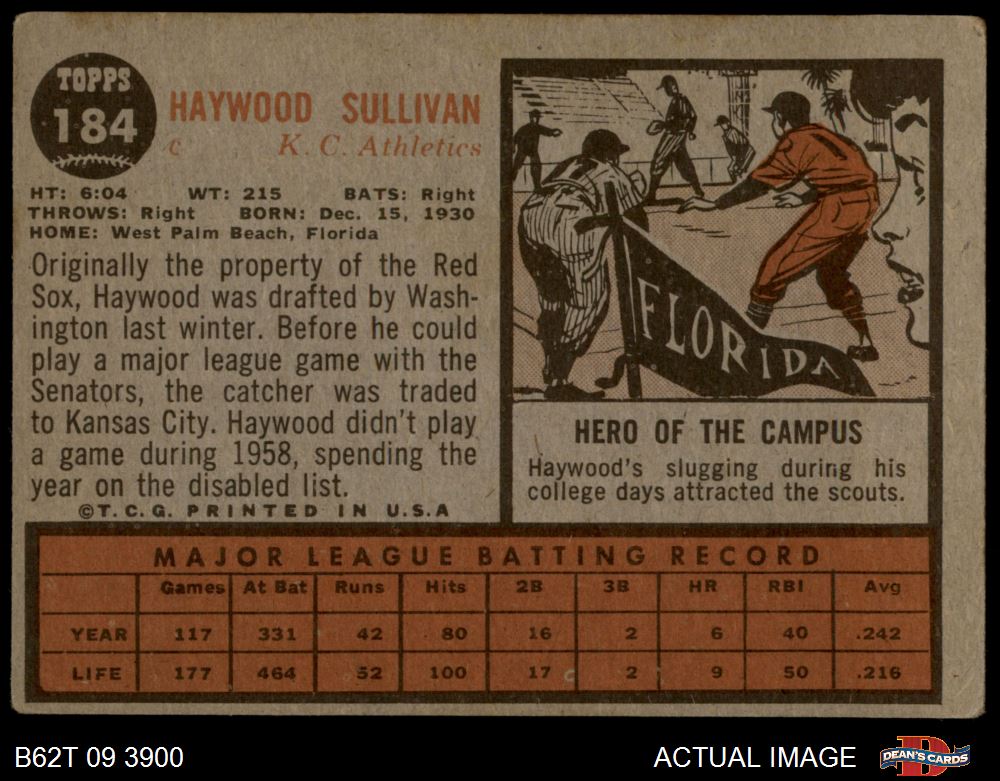 TOPPS
184
HAYWOOD SULLIVAN
C K. C. Athletics
HT: 6:04 WT: 215 BATS: Right
THROWS: Right BORN: Dec. 15, 1930
HOME: West Palm Beach, Florida
Originally the property of the Red
Sox, Haywood was drafted by Wash-
ington last winter. Before he could
play a major league game with the
Senators, the catcher was traded
to Kansas City. Haywood didn't play
a game during 1958, spending the
year on the disabled list.
©T.C.G. PRINTED IN U.S.A
FLORIDA
HERO OF THE CAMPUS
Haywood's slugging during his
college days attracted the scouts.
MAJOR LEAGUE BATTING RECORD
Games At Bat Runs Hits 2B 3B HR RBI Avg
YEAR 117 331 42 80 16 2 6 40 .242
LIFE 177 464 52 100 17 2 9 50 .216
B62T 09 3900
ACTUAL IMAGE
D
DEAN'S CARDS